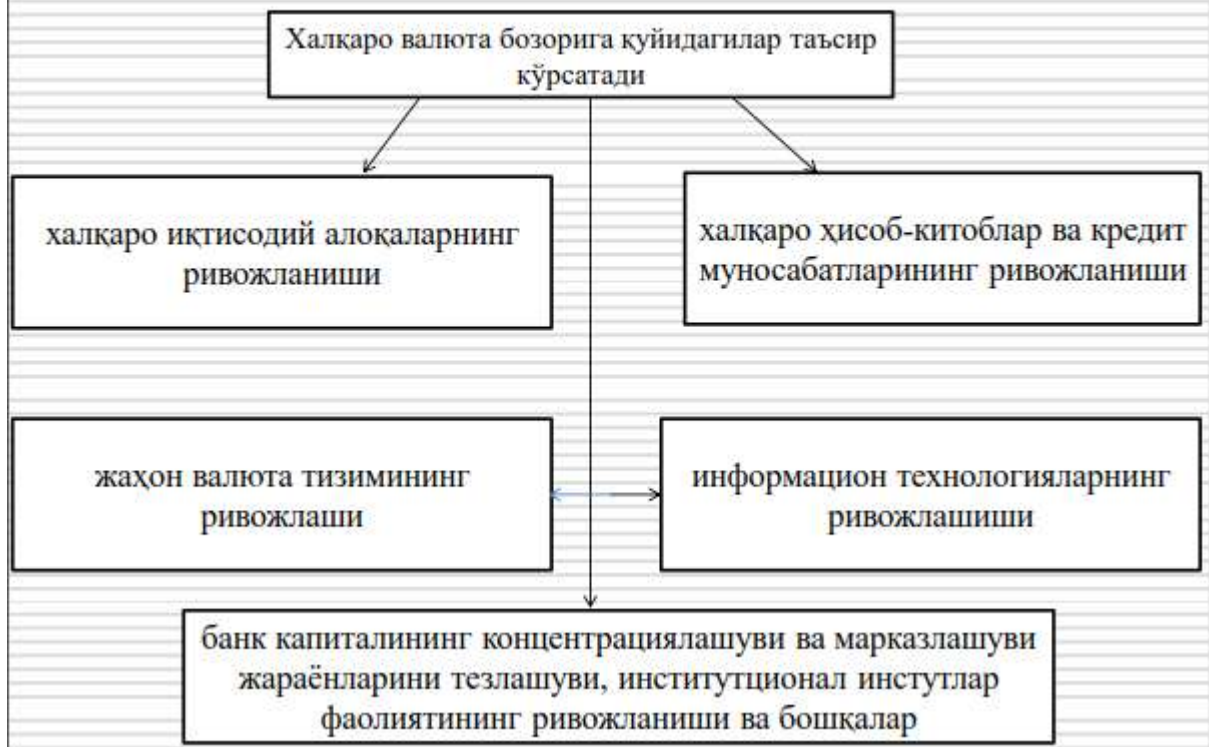 Халқаро валюта бозорига қуйидагилар таъсир
кўрсатади
халқаро иқтисодий алоқаларнинг
ривожланиши
халқаро ҳисоб-китоблар ва кредит
муносабатларининг ривожланиши
жаҳон валюта тизимининг
ривожлаши
информацион технологияларнинг
ривожлашиши
банк капиталининг концентрациялашуви ва марказлашуви
жараёнларини тезлашуви, институтционал инстутлар
фаолиятининг ривожланиши ва бошқалар